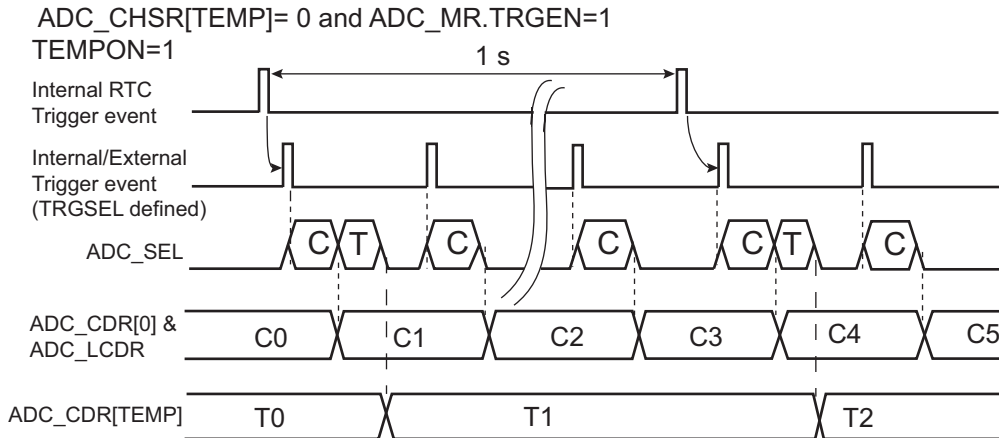 ADC_CHSR[TEMP]= 0 and ADC_MR.TRGEN=1
TEMPON=1
1 s
Internal RTC
Trigger event
Internal/External
Trigger event
(TRGSEL defined)
ADC_SEL
C T C C C T C
ADC_CDR[0] &
ADC_LCDR
C0 C1 C2 C3 C4 C5
ADC_CDR[TEMP] T0 T1 T2